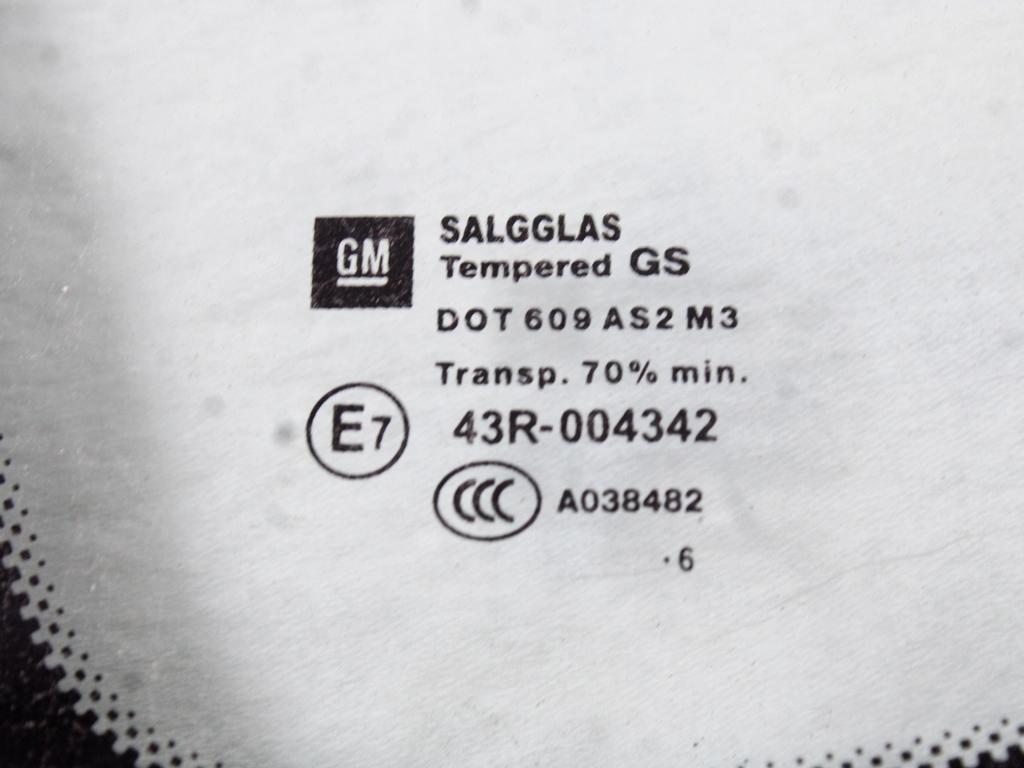 GM
SALGGLAS
Tempered GS
DOT 609 AS2 M3
Transp. 70% min.
E7 43R-004342
CCC A038482
·6